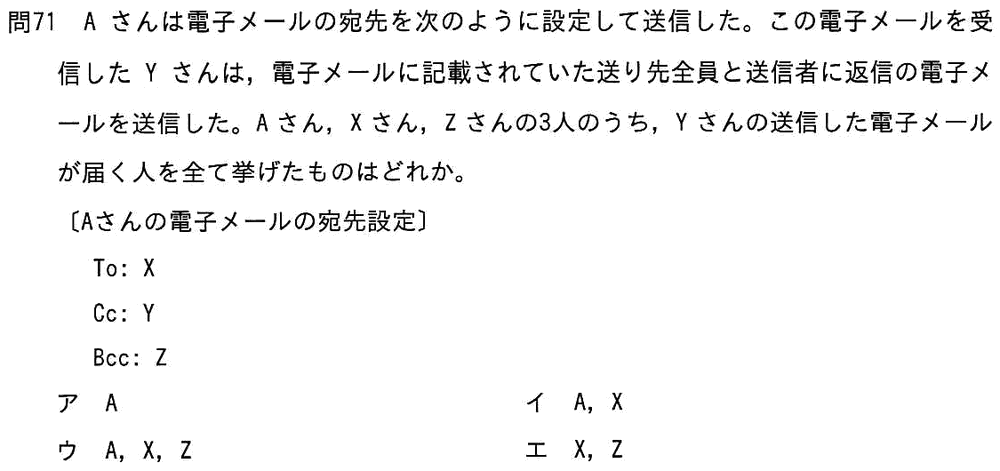 問71 A さんは電子メールの宛先を次のように設定して送信した。この電子メールを受
信した Y さんは，電子メールに記載されていた送り先全員と送信者に返信の電子メ
ールを送信した。A さん，X さん，Z さんの3人のうち，Y さんの送信した電子メール
が届く人を全て挙げたものはどれか。
〔Aさんの電子メールの宛先設定〕
To: X
Cc: Y
Bcc: Z
ア A イ A, X
ウ A, X, Z エ X, Z